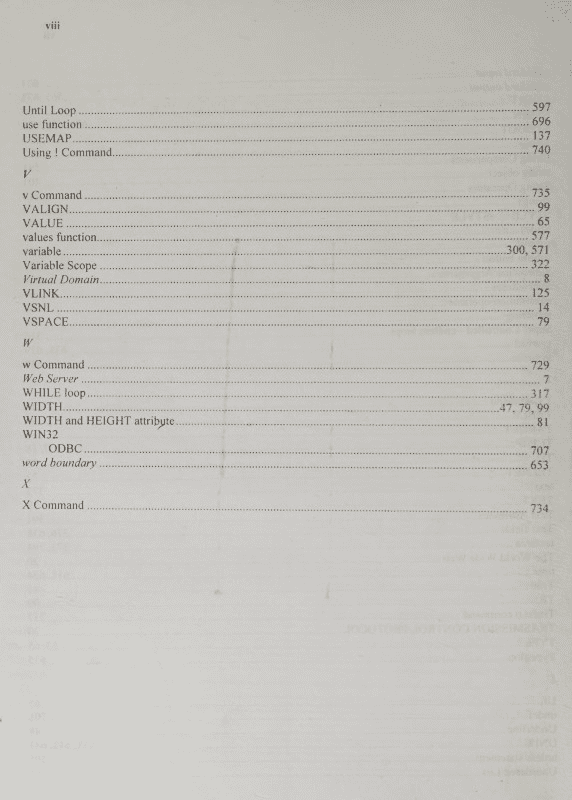 viii
Until Loop ........ 597
use function ........ 696
USEMAP ........ 137
Using ! Command ........ 740
V
v Command ........ 735
VALIGN ........ 99
VALUE ........ 65
values function ........ 577
variable ........ 300, 571
Variable Scope ........ 322
Virtual Domain ........ 8
VLINK ........ 125
VSNL ........ 14
VSPACE ........ 79
W
w Command ........ 729
Web Server ........ 7
WHILE loop ........ 317
WIDTH ........ 47, 79, 99
WIDTH and HEIGHT attribute ........ 81
WIN32
ODBC ........ 707
word boundary ........ 653
X
X Command ........ 734